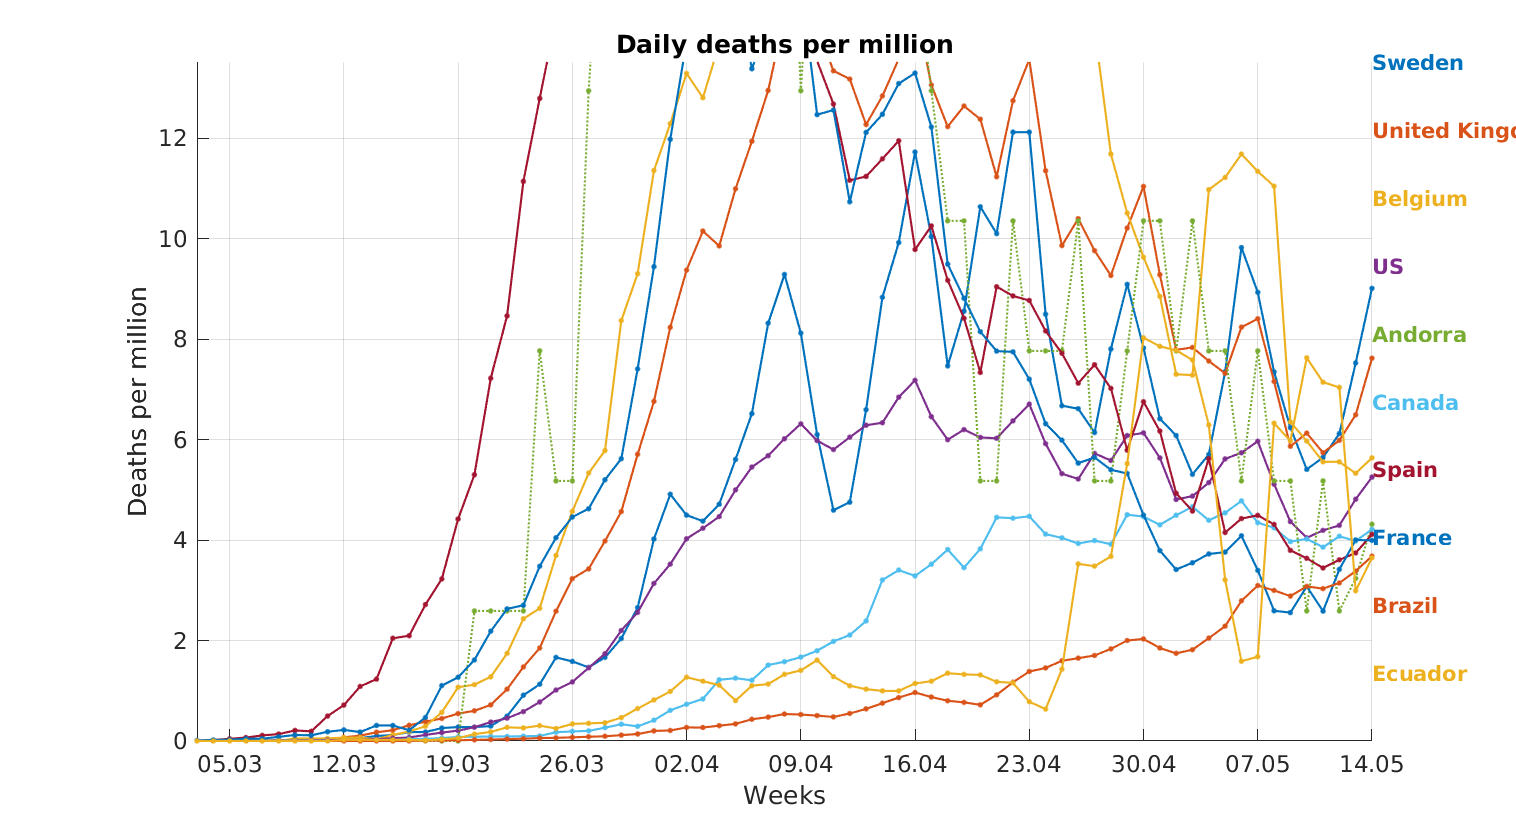 Daily deaths per million
Sweden
United Kingd
Belgium
US
Andorra
Canada
Spain
France
Brazil
Ecuador
Deaths per million
12
10
8
6
4
2
0
05.03 12.03 19.03 26.03 02.04 09.04 16.04 23.04 30.04 07.05 14.05
Weeks